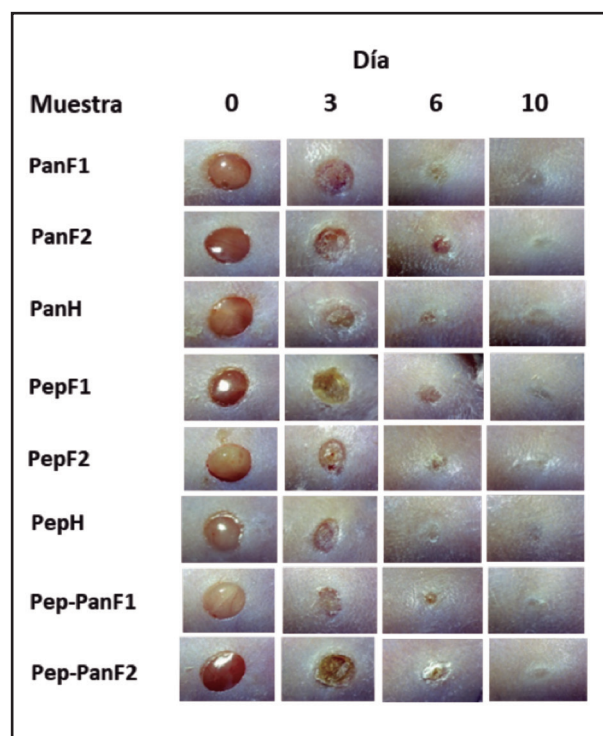 Día
Muestra 0 3 6 10
PanF1
PanF2
PanH
PepF1
PepF2
PepH
Pep-PanF1
Pep-PanF2